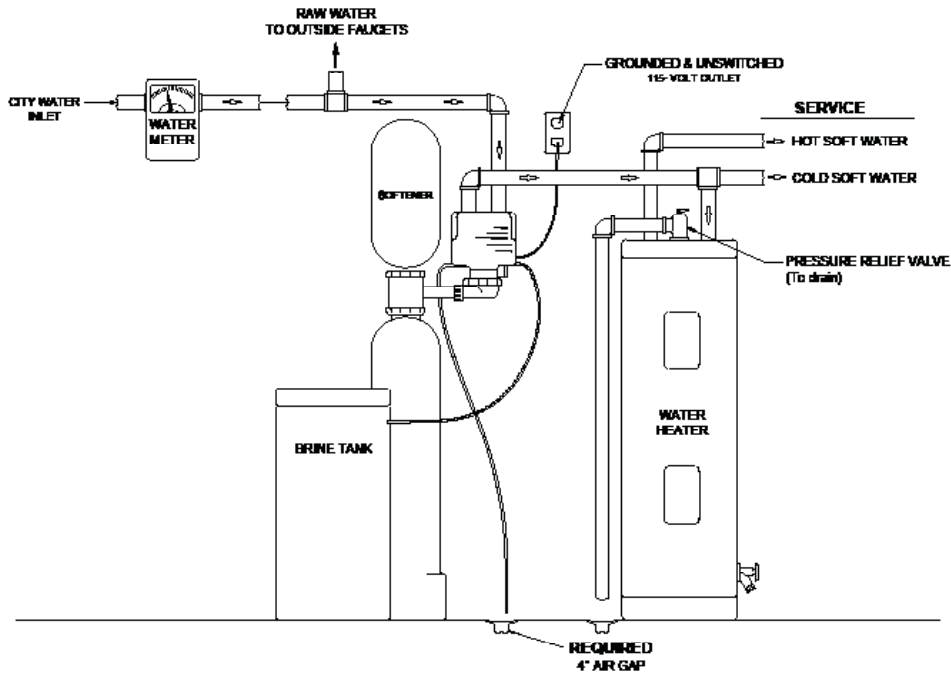 RAW WATER
TO OUTSIDE FAUCETS
GROUNDED & UNSWITCHED
115- VOLT OUTLET
CITY WATER
INLET
WATER
METER
SERVICE
HOT SOFT WATER
COLD SOFT WATER
SOFTENER
PRESSURE RELIEF VALVE
(To drain)
WATER
HEATER
BRINE TANK
REQUIRED
4" AIR GAP